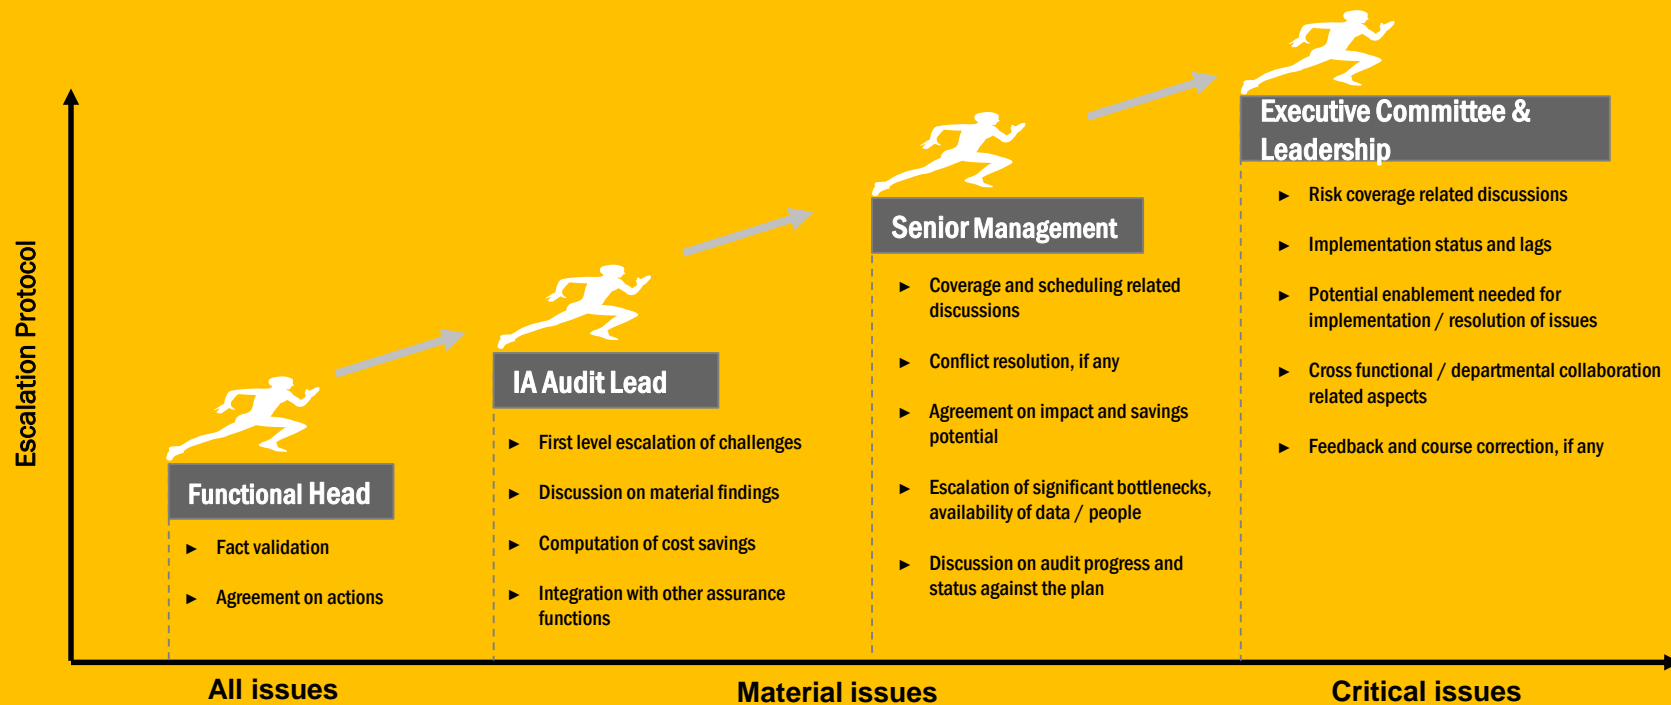 Escalation Protocol
Functional Head
► Fact validation
► Agreement on actions
IA Audit Lead
► First level escalation of challenges
► Discussion on material findings
► Computation of cost savings
► Integration with other assurance
functions
Senior Management
► Coverage and scheduling related
discussions
► Conflict resolution, if any
► Agreement on impact and savings
potential
► Escalation of significant bottlenecks,
availability of data / people
► Discussion on audit progress and
status against the plan
Executive Committee &
Leadership
► Risk coverage related discussions
► Implementation status and lags
► Potential enablement needed for
implementation / resolution of issues
► Cross functional / departmental collaboration
related aspects
► Feedback and course correction, if any
All issues
Material issues
Critical issues